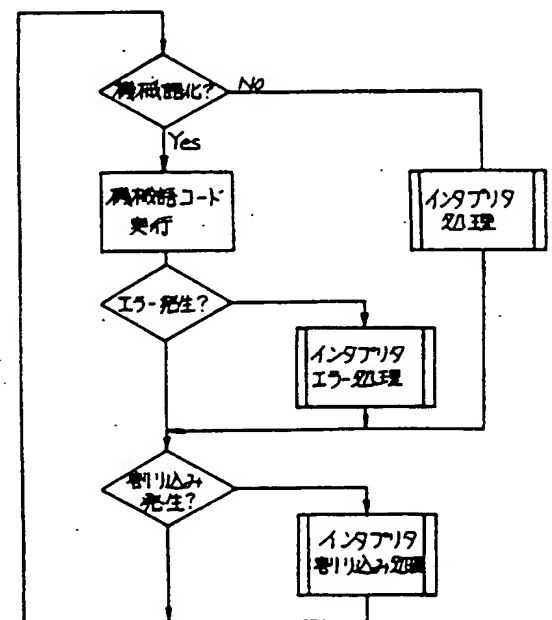 機械語化?
No
Yes
機械語コード
実行
インタプリタ
処理
エラー発生?
インタプリタ
エラー処理
割り込み
発生?
インタプリタ
割り込み処理